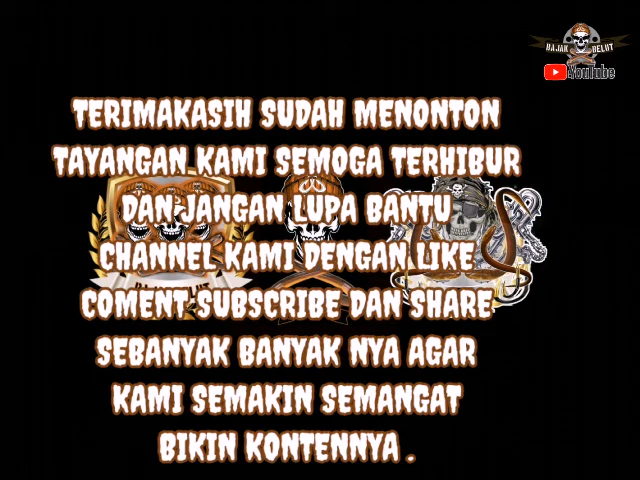 BAJAK BELUT
YouTube
TERIMAKASIH SUDAH MENONTON
TAYANGAN KAMI SEMOGA TERHIBUR
DAN JANGAN LUPA BANTU
CHANNEL KAMI DENGAN LIKE
COMENT SUBSCRIBE DAN SHARE
SEBANYAK BANYAK NYA AGAR
KAMI SEMAKIN SEMANGAT
BIKIN KONTENNYA .